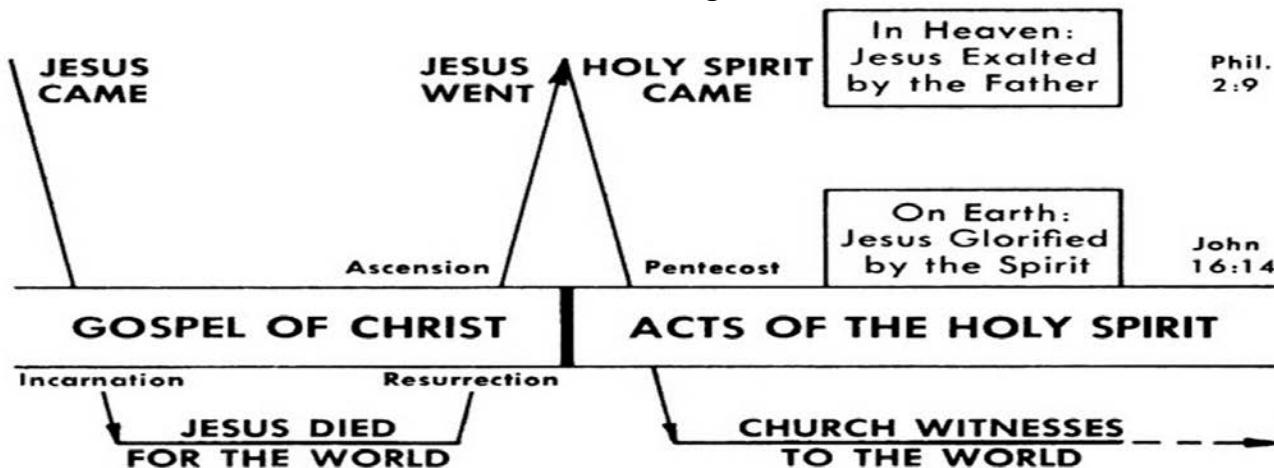 JESUS
CAME
JESUS
WENT
HOLY SPIRIT
CAME
In Heaven:
Jesus Exalted
by the Father
Phil.
2:9
On Earth:
Jesus Glorified
by the Spirit
John
16:14
Ascension
Pentecost
GOSPEL OF CHRIST
ACTS OF THE HOLY SPIRIT
Incarnation
Resurrection
JESUS DIED
FOR THE WORLD
CHURCH WITNESSES
TO THE WORLD